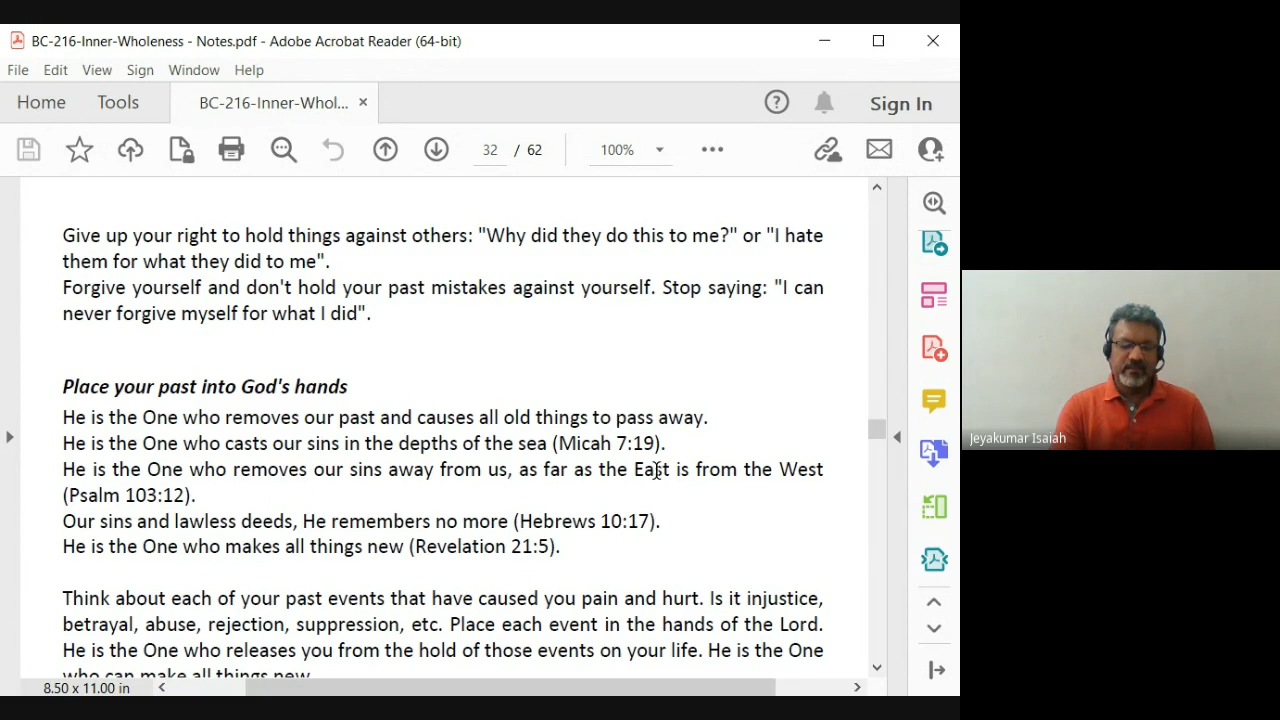 BC-216-Inner-Wholeness - Notes.pdf - Adobe Acrobat Reader (64-bit)
File Edit View Sign Window Help
Home Tools BC-216-Inner-Whol... × Sign In
32 / 62 100%
Give up your right to hold things against others: "Why did they do this to me?" or "I hate
them for what they did to me".
Forgive yourself and don't hold your past mistakes against yourself. Stop saying: "I can
never forgive myself for what I did".
Place your past into God's hands
He is the One who removes our past and causes all old things to pass away.
He is the One who casts our sins in the depths of the sea (Micah 7:19).
He is the One who removes our sins away from us, as far as the East is from the West
(Psalm 103:12).
Our sins and lawless deeds, He remembers no more (Hebrews 10:17).
He is the One who makes all things new (Revelation 21:5).
Think about each of your past events that have caused you pain and hurt. Is it injustice,
betrayal, abuse, rejection, suppression, etc. Place each event in the hands of the Lord.
He is the One who releases you from the hold of those events on your life. He is the One
who can make all things new.
8.50 x 11.00 in
Jeyakumar Isaiah